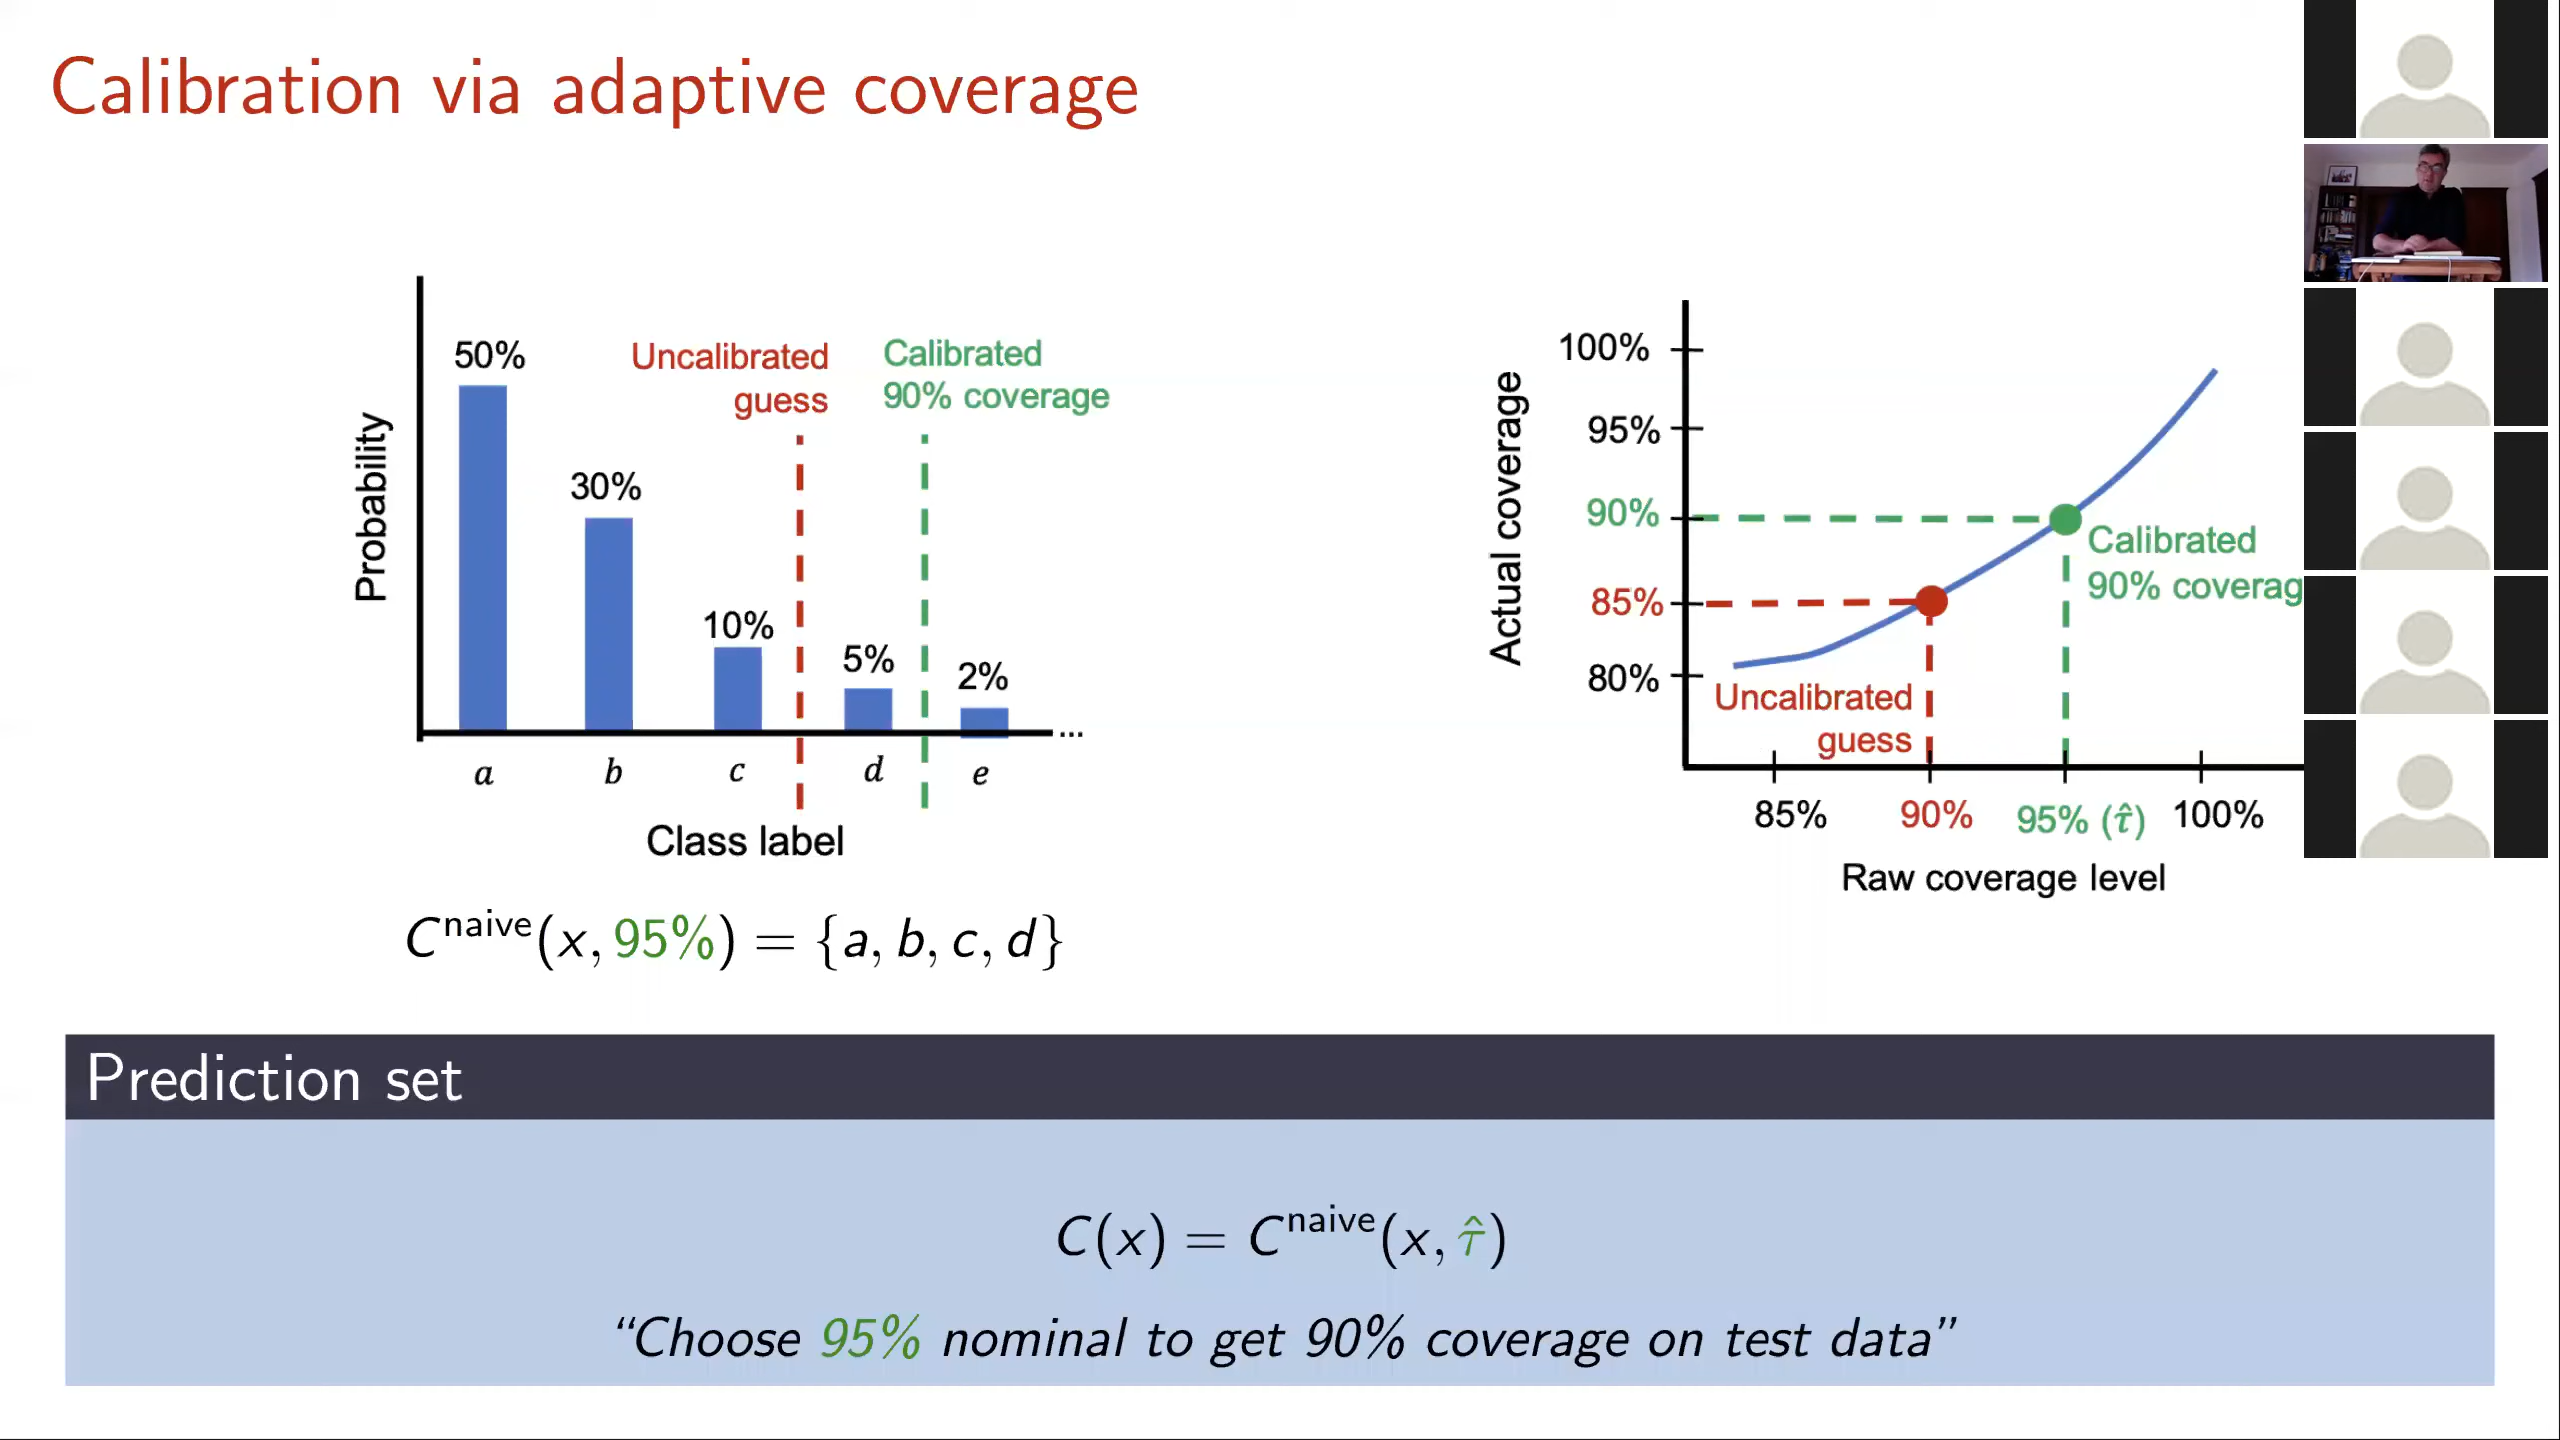 Calibration via adaptive coverage
Probability
50%
30%
10%
5%
2%
Uncalibrated
guess
Calibrated
90% coverage
...
a b c d e
Class label
C^naive(x, 95%) = {a, b, c, d}
Actual coverage
100%
95%
90%
85%
80%
Calibrated
90% coverag
Uncalibrated
guess
85% 90% 95% (τ̂) 100%
Raw coverage level
Prediction set
C(x) = C^naive(x, τ̂)
“Choose 95% nominal to get 90% coverage on test data”